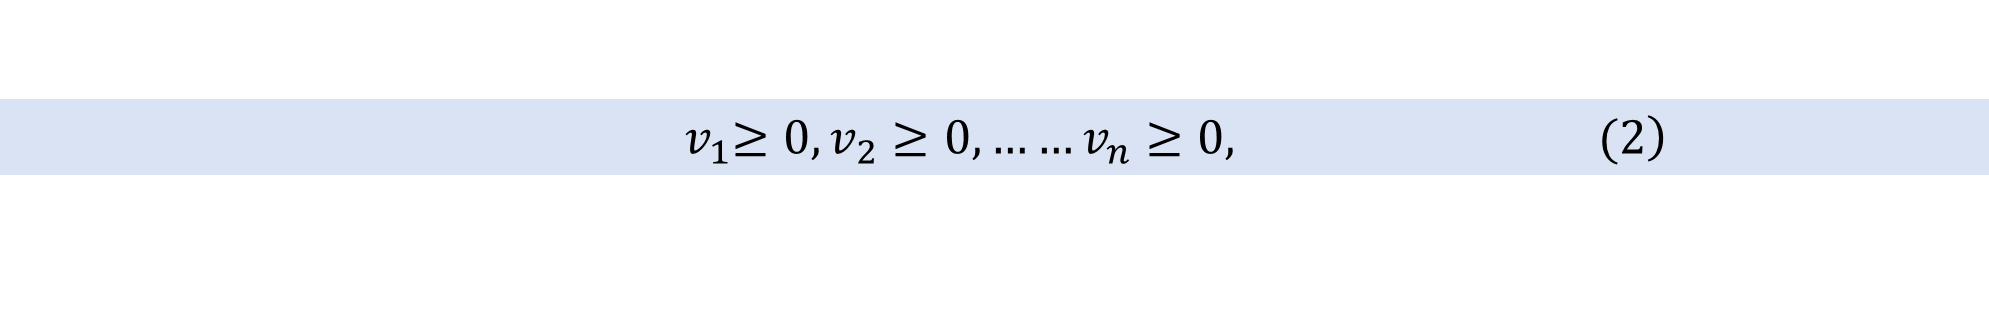 v₁≥ 0, v₂ ≥ 0, … … vₙ ≥ 0, (2)